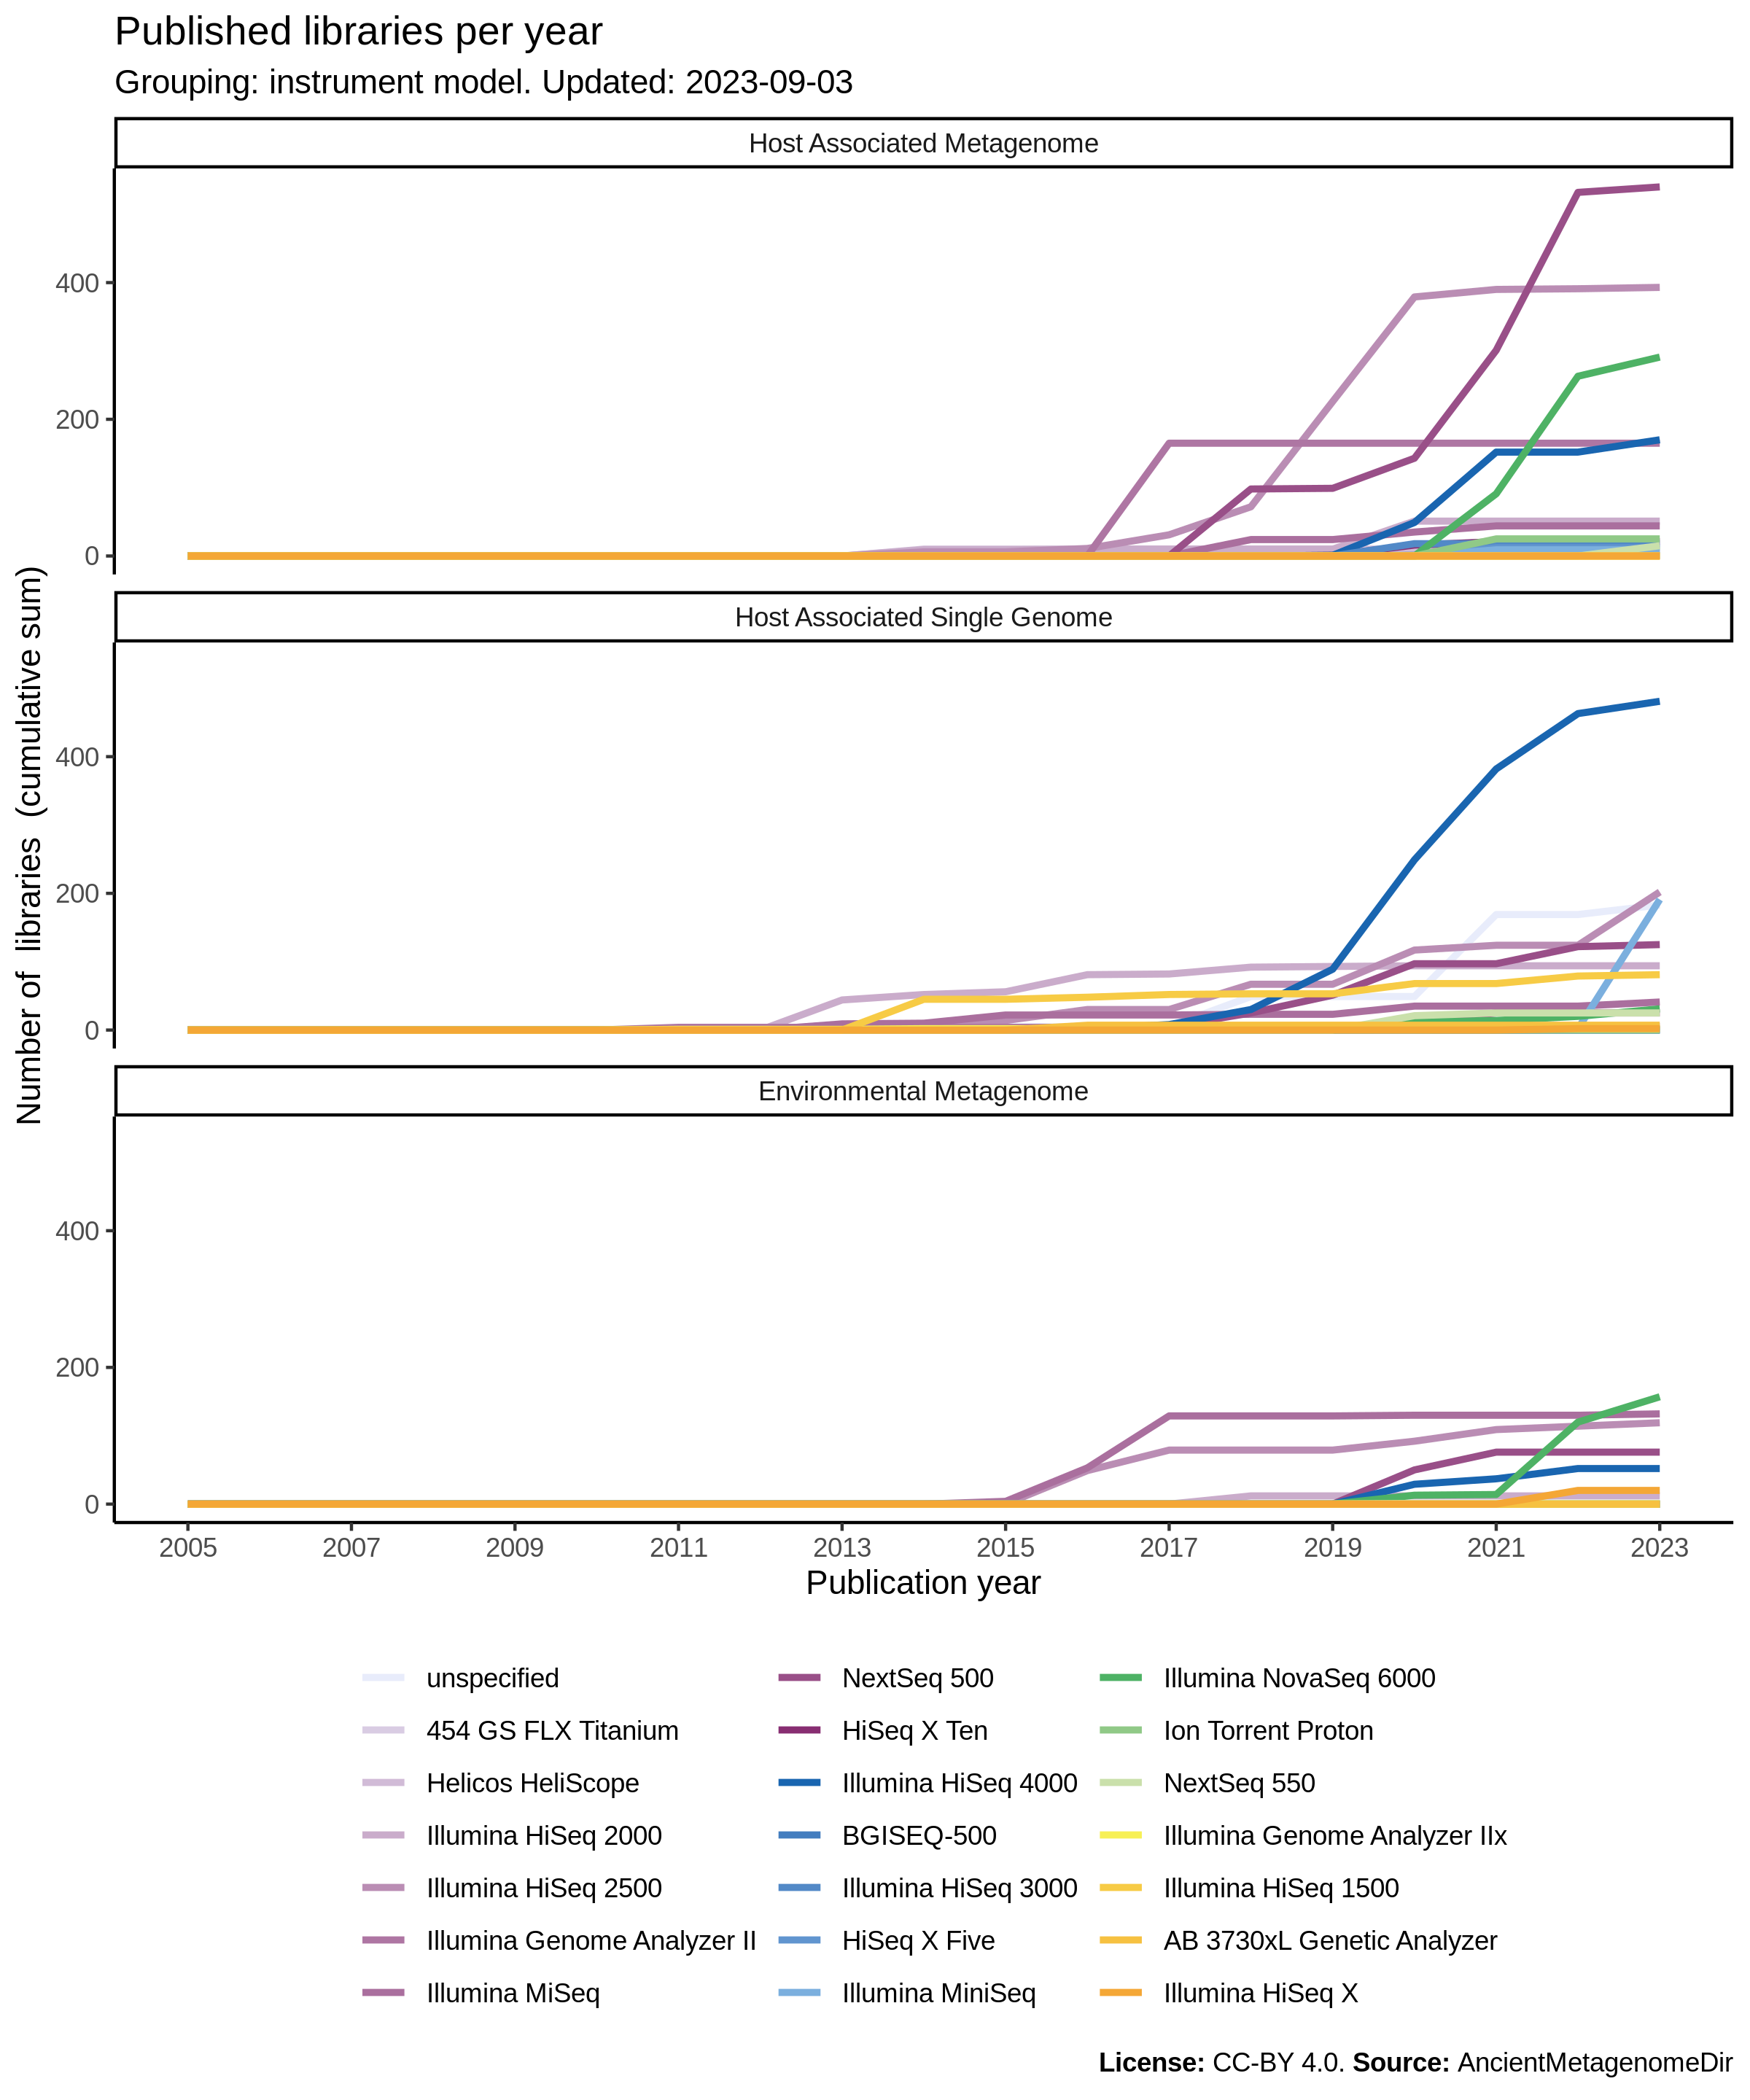 Published libraries per year
Grouping: instrument model. Updated: 2023-09-03
Number of  libraries  (cumulative sum)
Host Associated Metagenome
400
200
0
Host Associated Single Genome
400
200
0
Environmental Metagenome
400
200
0
2005 2007 2009 2011 2013 2015 2017 2019 2021 2023
Publication year
unspecified
454 GS FLX Titanium
Helicos HeliScope
Illumina HiSeq 2000
Illumina HiSeq 2500
Illumina Genome Analyzer II
Illumina MiSeq
NextSeq 500
HiSeq X Ten
Illumina HiSeq 4000
BGISEQ-500
Illumina HiSeq 3000
HiSeq X Five
Illumina MiniSeq
Illumina NovaSeq 6000
Ion Torrent Proton
NextSeq 550
Illumina Genome Analyzer IIx
Illumina HiSeq 1500
AB 3730xL Genetic Analyzer
Illumina HiSeq X
License: CC-BY 4.0. Source: AncientMetagenomeDir